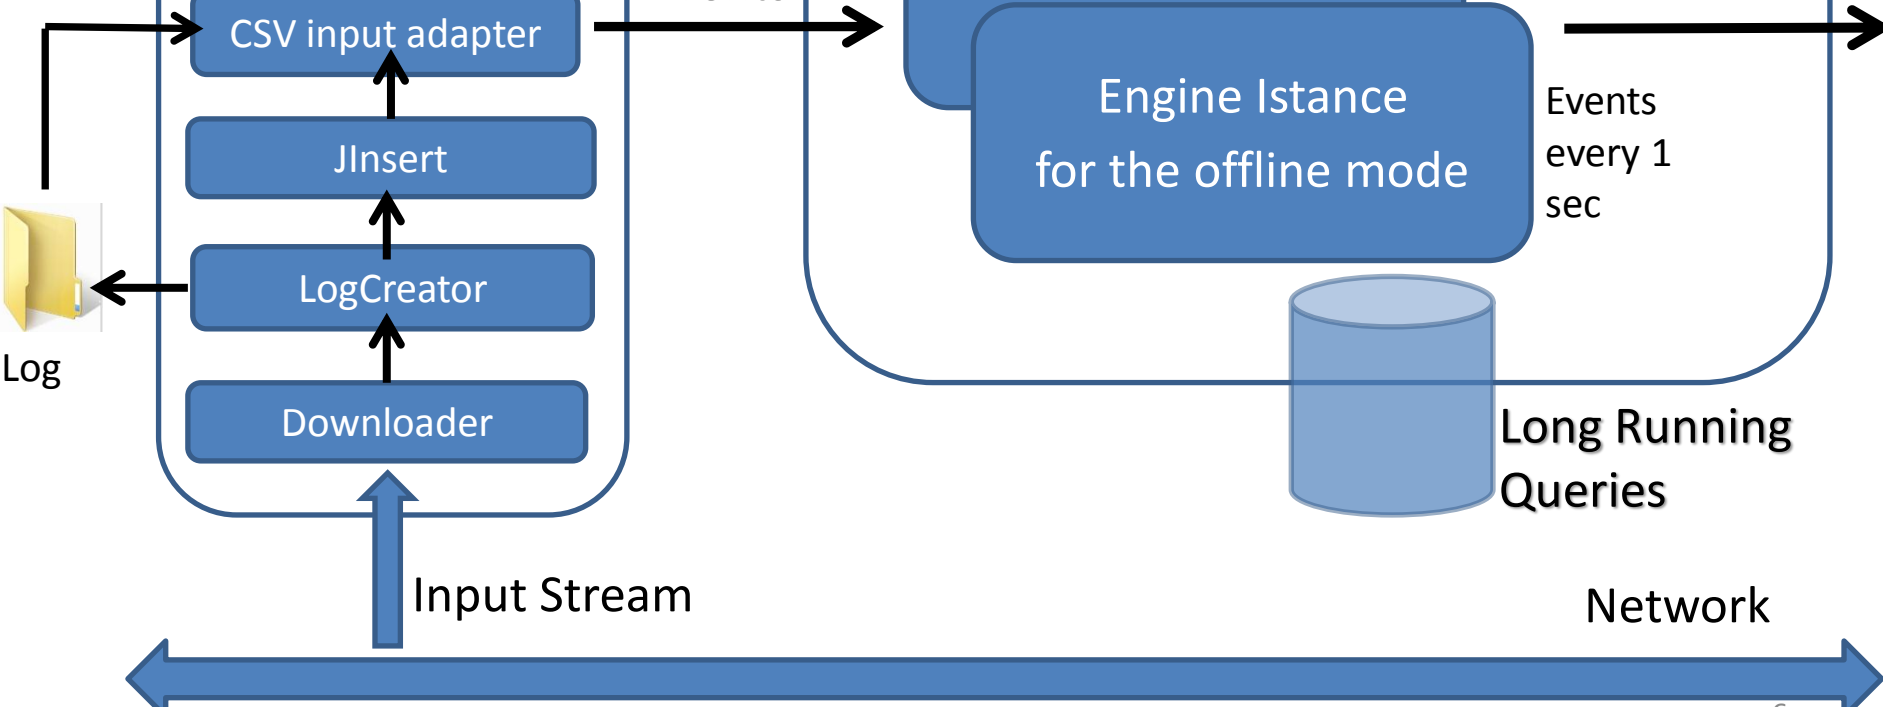 CSV input adapter
Engine Istance
for the offline mode
Events
every 1
sec
JInsert
LogCreator
Log
Downloader
Long Running
Queries
Input Stream
Network